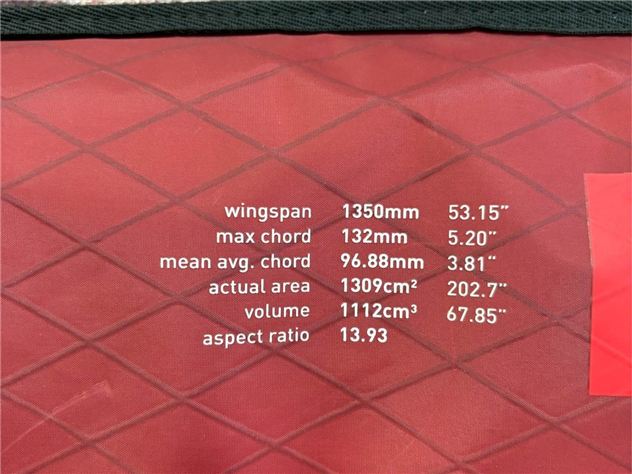 wingspan 1350mm 53.15"
max chord 132mm 5.20"
mean avg. chord 96.88mm 3.81"
actual area 1309cm² 202.7"
volume 1112cm³ 67.85"
aspect ratio 13.93